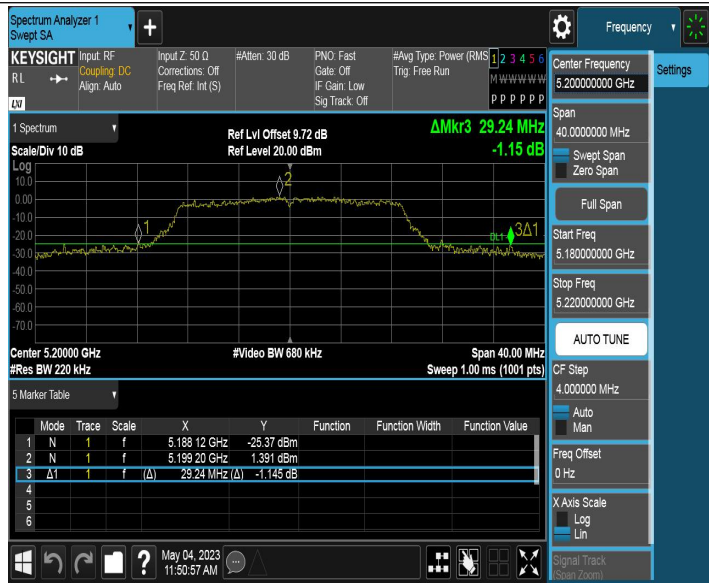 Spectrum Analyzer 1
Swept SA
+
Frequency
KEYSIGHT
RL
LXI
Input: RF
Coupling: DC
Align: Auto
Input Z: 50 Ω
Corrections: Off
Freq Ref: Int (S)
#Atten: 30 dB
PNO: Fast
Gate: Off
IF Gain: Low
Sig Track: Off
#Avg Type: Power (RMS
Trig: Free Run
1 2 3 4 5 6
M W W W W W
P P P P P P
Center Frequency
5.200000000 GHz
Settings
Span
40.0000000 MHz
Swept Span
Zero Span
Full Span
Start Freq
5.180000000 GHz
Stop Freq
5.220000000 GHz
AUTO TUNE
CF Step
4.000000 MHz
Auto
Man
Freq Offset
0 Hz
X Axis Scale
Log
Lin
Signal Track
(Span Zoom)
1 Spectrum
Scale/Div 10 dB
Ref Lvl Offset 9.72 dB
Ref Level 20.00 dBm
ΔMkr3 29.24 MHz
-1.15 dB
Log
10.0
0.00
-10.0
-20.0
-30.0
-40.0
-50.0
-60.0
-70.0
1
2
DL1
3Δ1
Center 5.20000 GHz
#Video BW 680 kHz
Span 40.00 MHz
#Res BW 220 kHz
Sweep 1.00 ms (1001 pts)
5 Marker Table
Mode Trace Scale X Y Function Function Width Function Value
1 N 1 f 5.188 12 GHz -25.37 dBm
2 N 1 f 5.199 20 GHz 1.391 dBm
3 Δ1 1 f (Δ) 29.24 MHz (Δ) -1.145 dB
4
5
6
?
May 04, 2023
11:50:57 AM